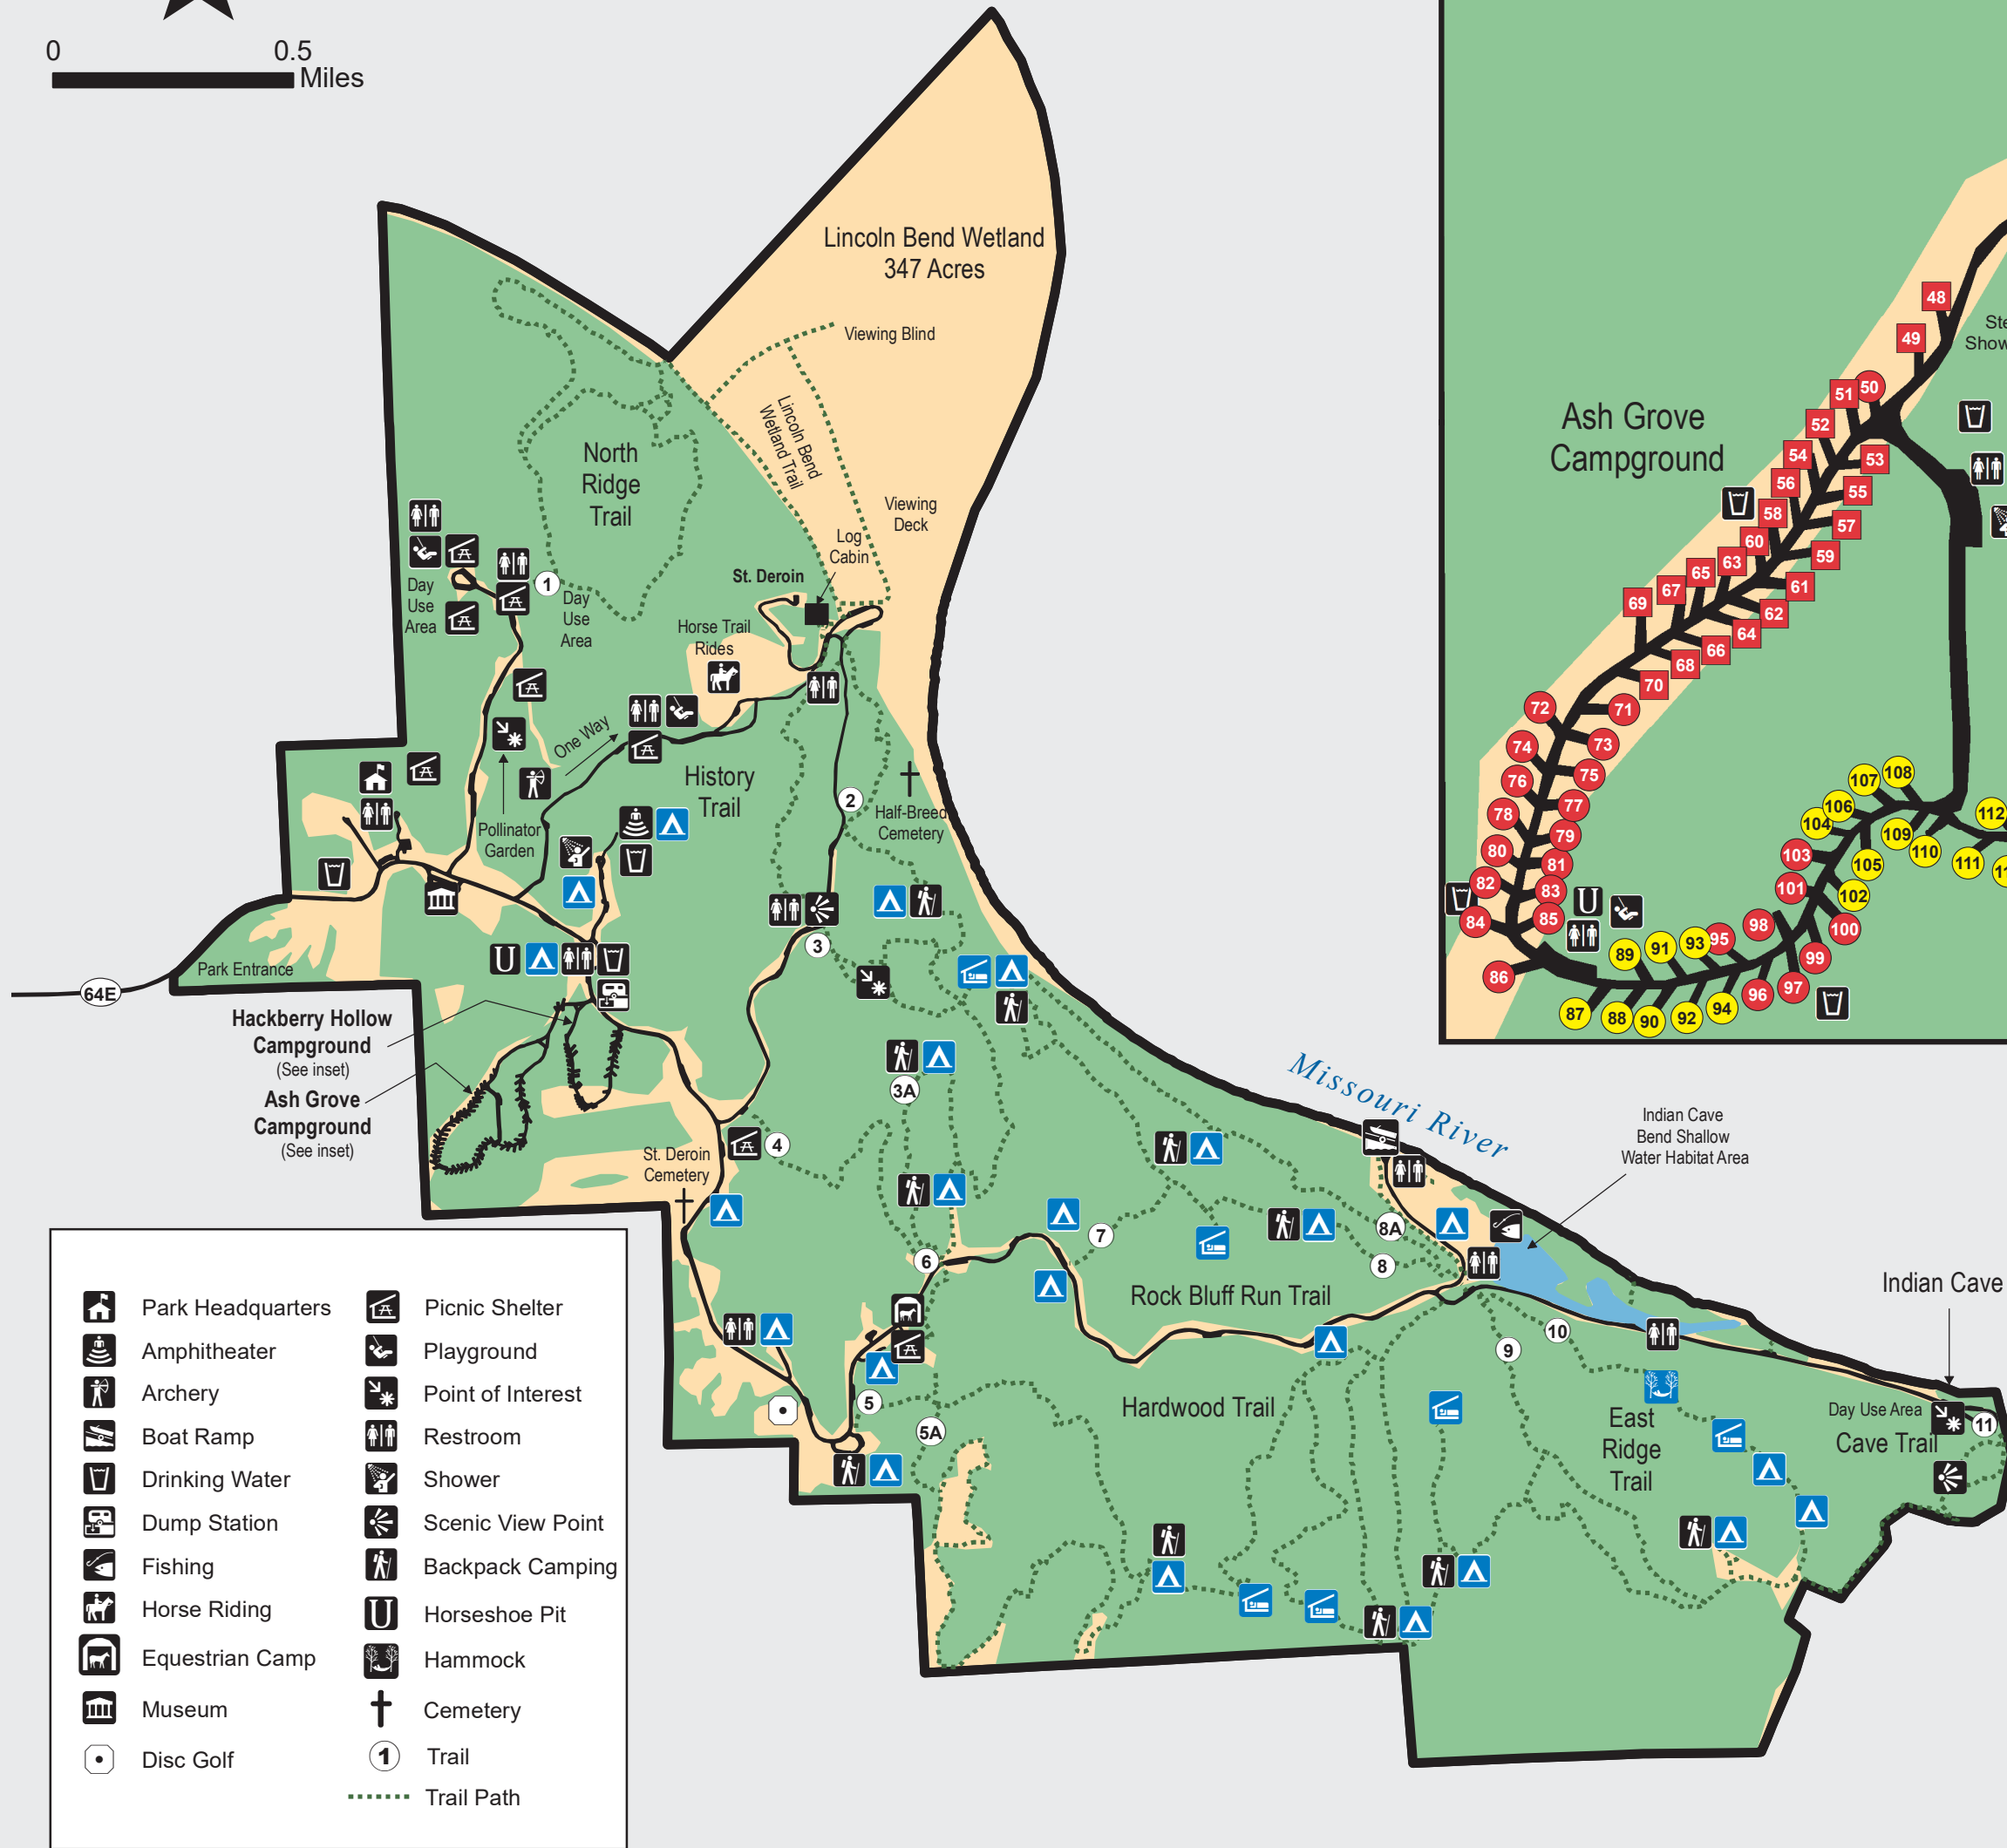 0 0.5
Miles
Lincoln Bend Wetland
347 Acres
Viewing Blind
Lincoln Bend
Wetland Trail
North
Ridge
Trail
Viewing
Deck
Log
Cabin
St. Deroin
1
Day
Use
Area
Day
Use
Area
Horse Trail
Rides
One Way
History
Trail
2
Half-Breed
Cemetery
Pollinator
Garden
Park Entrance
64E
U
3
Hackberry Hollow
Campground
(See inset)
Ash Grove
Campground
(See inset)
3A
4
St. Deroin
Cemetery
Missouri River
Indian Cave
Bend Shallow
Water Habitat Area
6
7
8A
8
Rock Bluff Run Trail
Indian Cave
10
9
5
5A
Hardwood Trail
East
Ridge
Trail
Day Use Area
Cave Trail
11
Ash Grove
Campground
48
49
50
51
52
53
54
55
56
57
58
59
60
61
62
63
64
65
66
67
68
69
70
71
72
73
74
75
76
77
78
79
80
81
82
83
84
85
86
U
87
88
89
90
91
92
93
94
95
96
97
98
99
100
101
102
103
104
105
106
107
108
109
110
111
112
Park Headquarters
Amphitheater
Archery
Boat Ramp
Drinking Water
Dump Station
Fishing
Horse Riding
Equestrian Camp
Museum
Disc Golf
Picnic Shelter
Playground
Point of Interest
Restroom
Shower
Scenic View Point
Backpack Camping
U Horseshoe Pit
Hammock
Cemetery
1 Trail
Trail Path